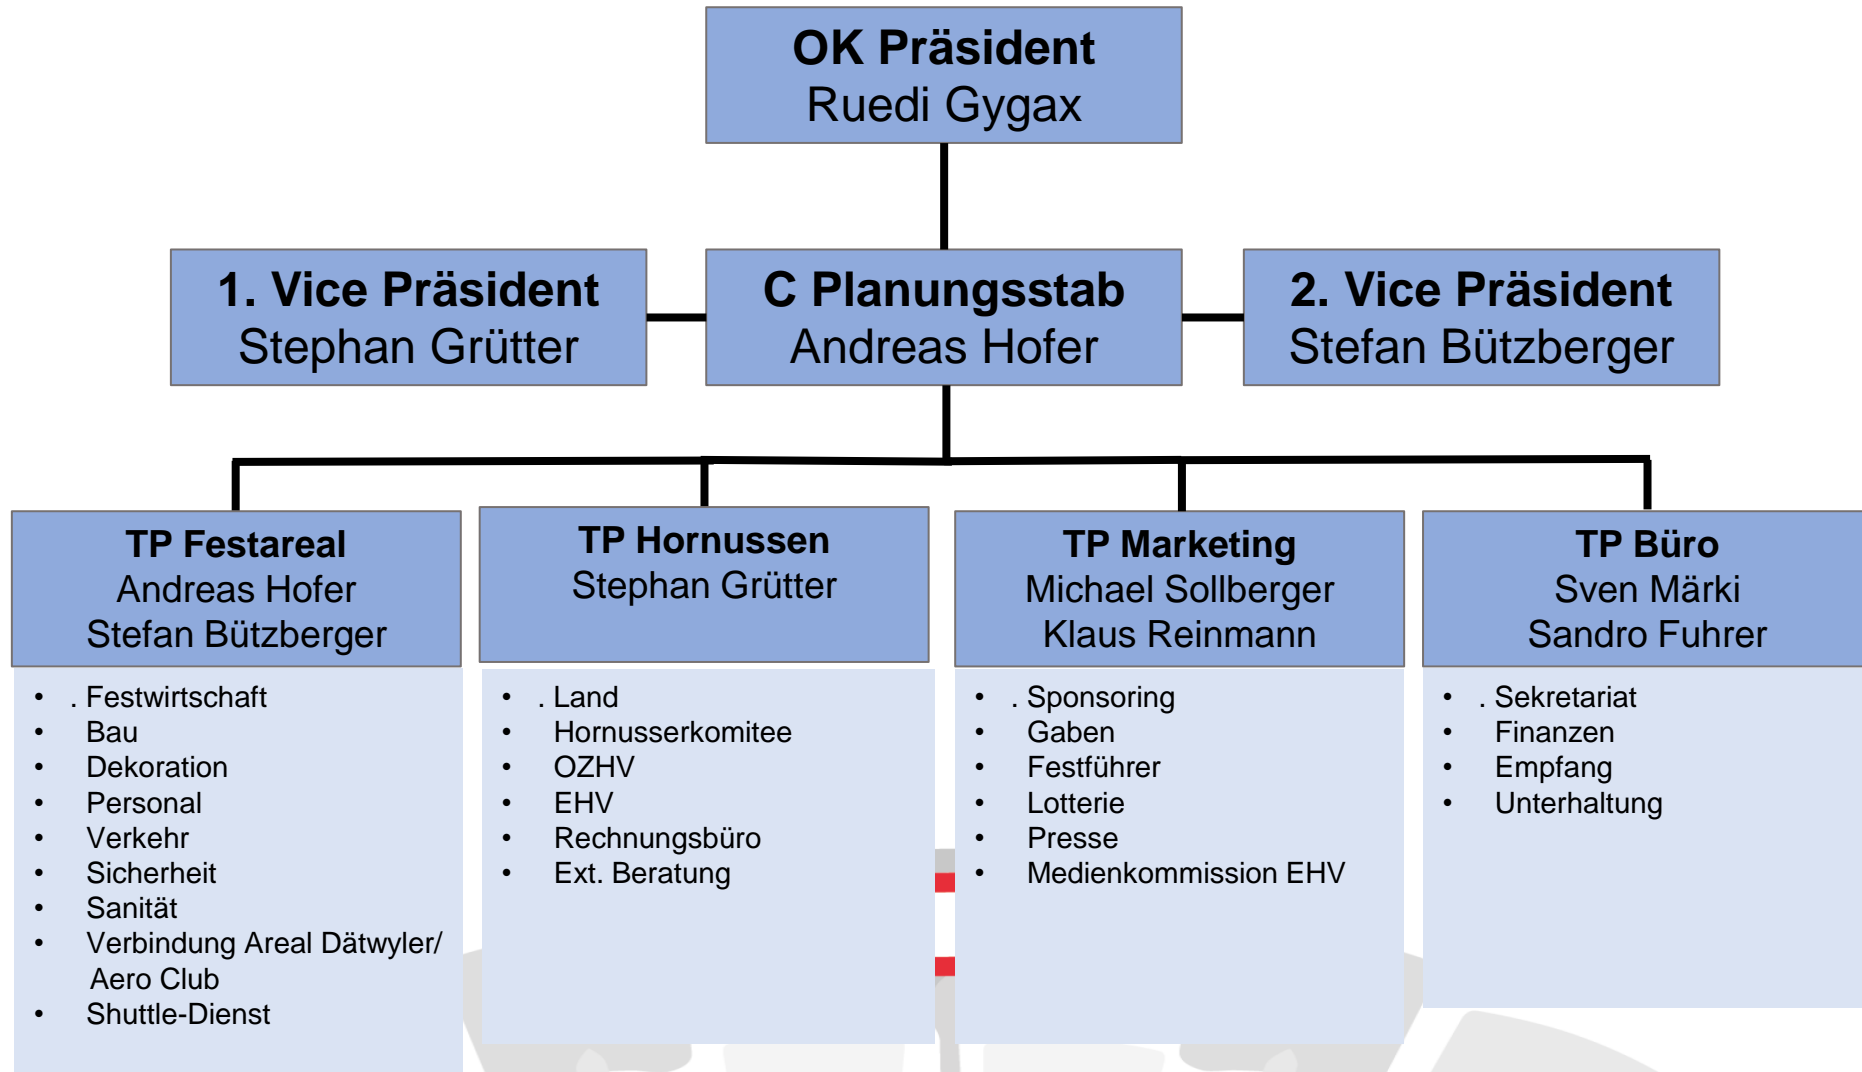 OK Präsident
Ruedi Gygax
1. Vice Präsident
Stephan Grütter
C Planungsstab
Andreas Hofer
2. Vice Präsident
Stefan Bützberger
TP Festareal
Andreas Hofer
Stefan Bützberger
• . Festwirtschaft
• Bau
• Dekoration
• Personal
• Verkehr
• Sicherheit
• Sanität
• Verbindung Areal Dätwyler/
Aero Club
• Shuttle-Dienst
TP Hornussen
Stephan Grütter
• . Land
• Hornusserkomitee
• OZHV
• EHV
• Rechnungsbüro
• Ext. Beratung
TP Marketing
Michael Sollberger
Klaus Reinmann
• . Sponsoring
• Gaben
• Festführer
• Lotterie
• Presse
• Medienkommission EHV
TP Büro
Sven Märki
Sandro Fuhrer
• . Sekretariat
• Finanzen
• Empfang
• Unterhaltung